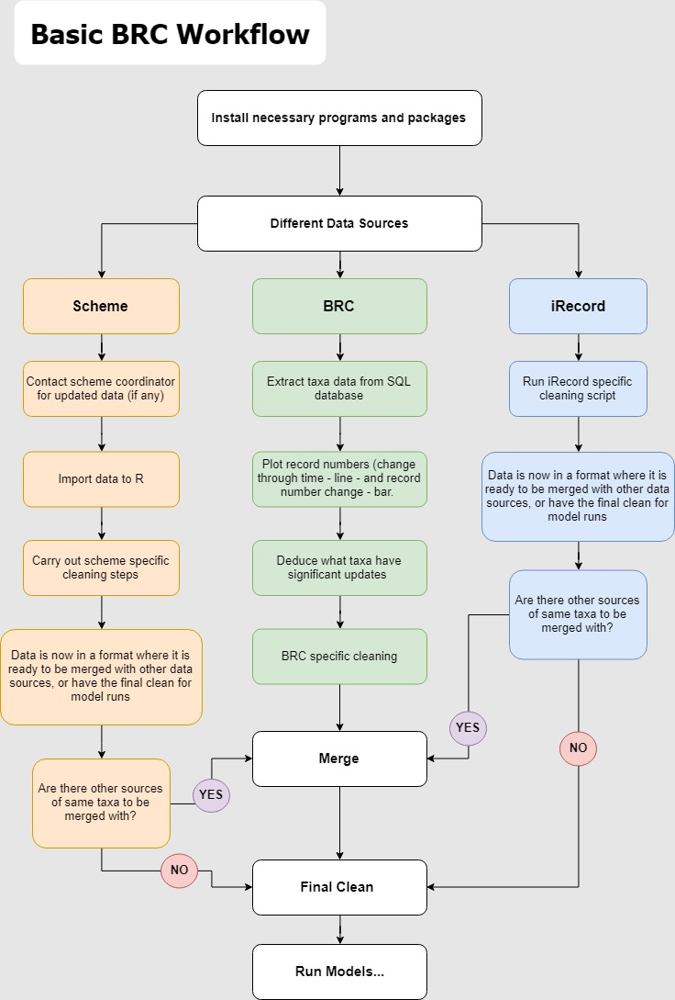 Basic BRC Workflow
Install necessary programs and packages
Different Data Sources
Scheme
BRC
iRecord
Contact scheme coordinator
for updated data (if any)
Extract taxa data from SQL
database
Run iRecord specific
cleaning script
Import data to R
Plot record numbers (change
through time - line - and record
number change - bar.
Data is now in a format where it is
ready to be merged with other data
sources, or have the final clean for
model runs
Carry out scheme specific
cleaning steps
Deduce what taxa have
significant updates
Are there other sources
of same taxa to be
merged with?
Data is now in a format where it is
ready to be merged with other data
sources, or have the final clean for
model runs
BRC specific cleaning
YES
NO
Merge
Are there other sources
of same taxa to be
merged with?
YES
NO
Final Clean
Run Models...